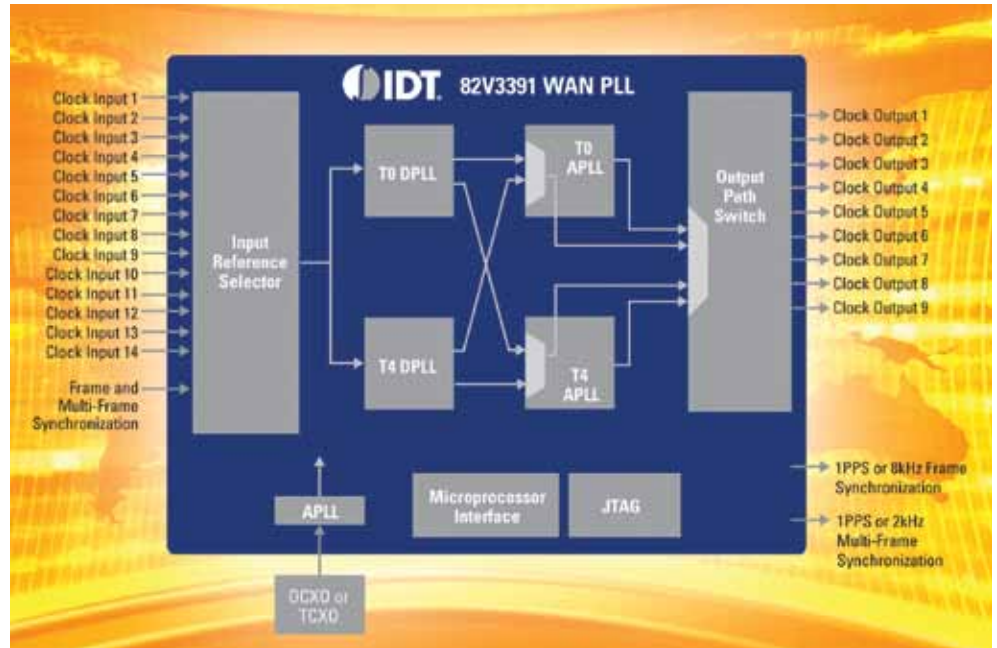 IDT. 82V3391 WAN PLL
Clock Input 1
Clock Input 2
Clock Input 3
Clock Input 4
Clock Input 5
Clock Input 6
Clock Input 7
Clock Input 8
Clock Input 9
Clock Input 10
Clock Input 11
Clock Input 12
Clock Input 13
Clock Input 14
Frame and
Multi-Frame
Synchronization
Input
Reference
Selector
T0 DPLL
T4 DPLL
T0
APLL
T4
APLL
Output
Path
Switch
Clock Output 1
Clock Output 2
Clock Output 3
Clock Output 4
Clock Output 5
Clock Output 6
Clock Output 7
Clock Output 8
Clock Output 9
1PPS or 8kHz Frame
Synchronization
1PPS or 2kHz
Multi-Frame
Synchronization
APLL
Microprocessor
Interface
JTAG
OCXO or
TCXO